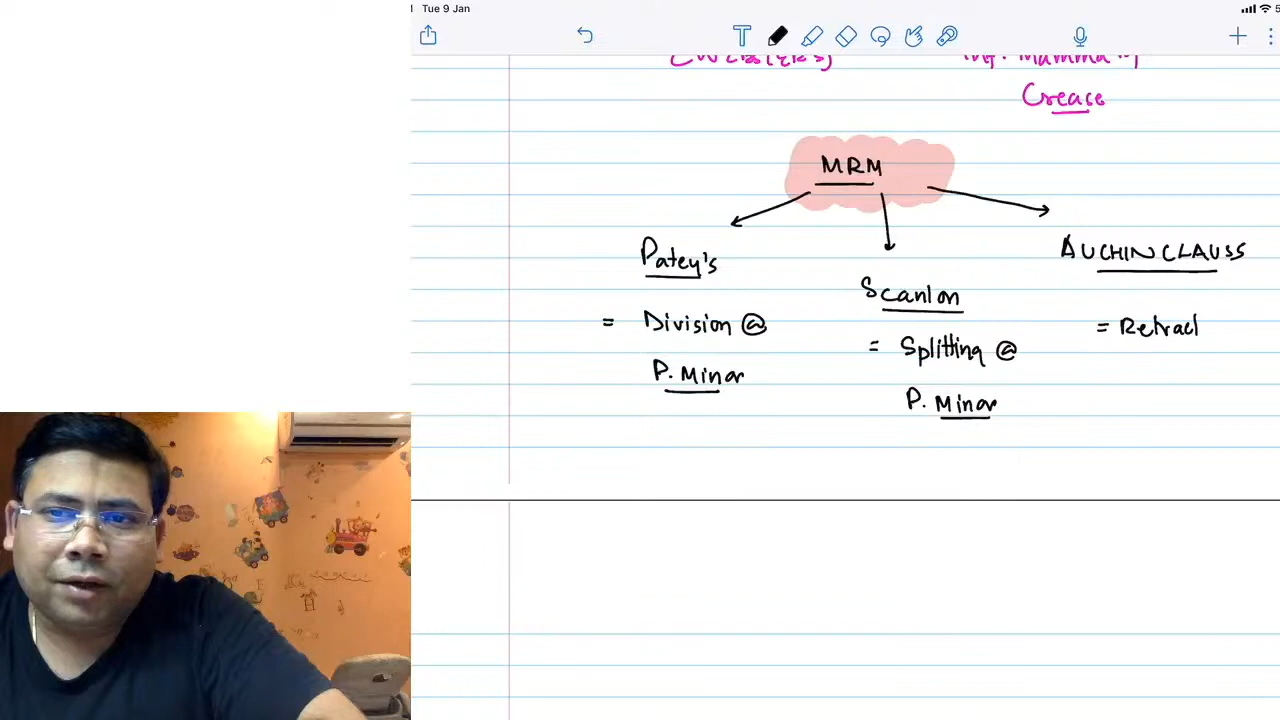 Tue 9 Jan
Crease
MRM
Patey's
Scanlon
AUCHINCLAUSS
= Division @
P. Minor
= Splitting @
P. Minor
= Retract